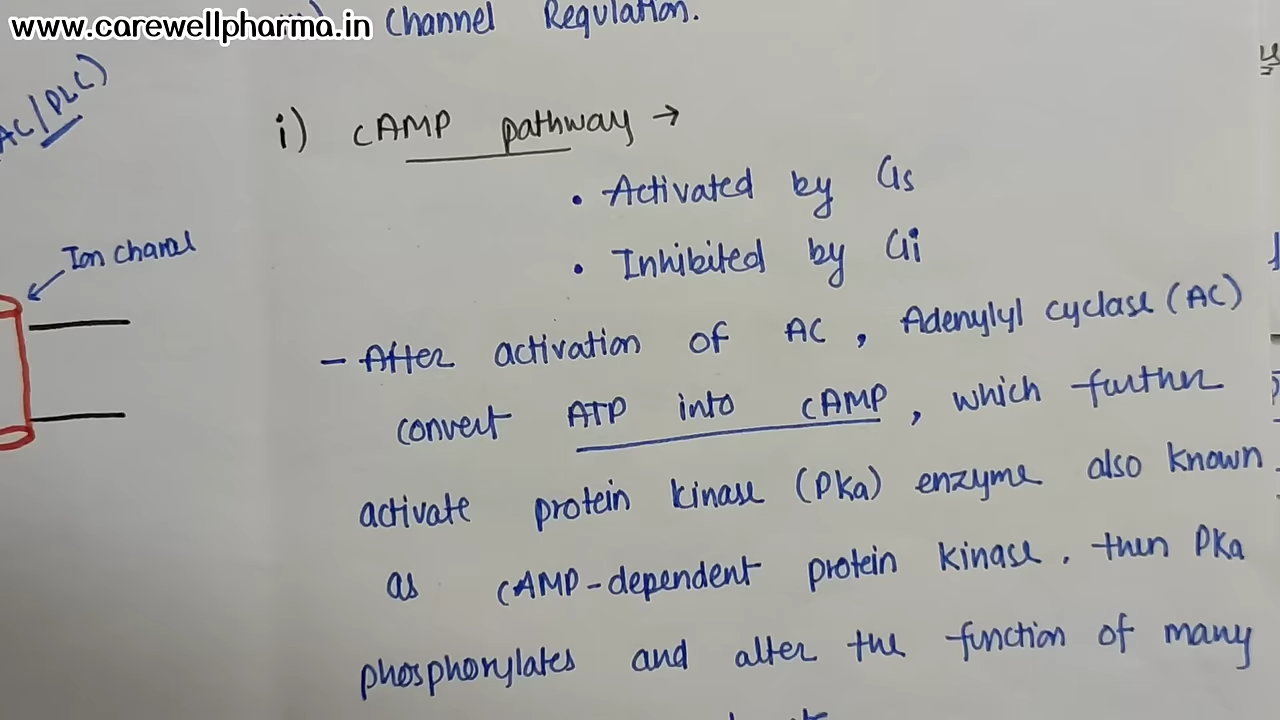 www.carewellpharma.in
Channel Regulation.
AC/PLC)
i) cAMP pathway →
• Activated by Gs
Ion channel
• Inhibited by Gi
- After activation of AC, Adenylyl cyclase (AC)
convert ATP into cAMP, which further
activate protein kinase (PKa) enzyme also known
as cAMP-dependent protein kinase. then PKa
phosphorylates and alter the function of many